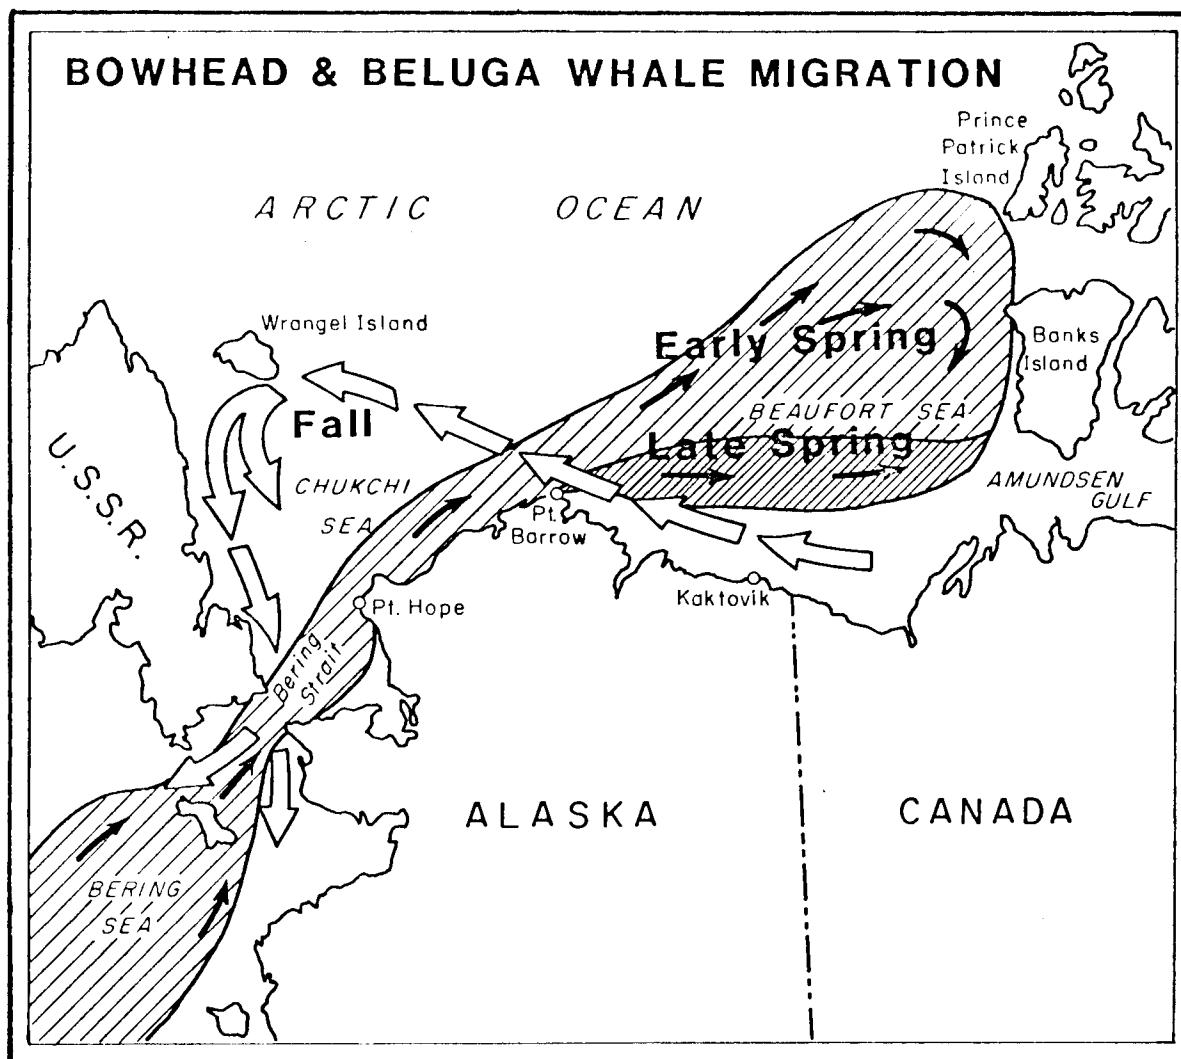 BOWHEAD & BELUGA WHALE MIGRATION
Prince
Patrick
Island
ARCTIC OCEAN
Wrangel Island
Early Spring
Banks
Island
Fall
BEAUFORT SEA
Late Spring
U.S.S.R.
CHUKCHI
SEA
AMUNDSEN
GULF
Pt.
Barrow
Kaktovik
Pt. Hope
Bering
Strait
ALASKA
CANADA
BERING
SEA